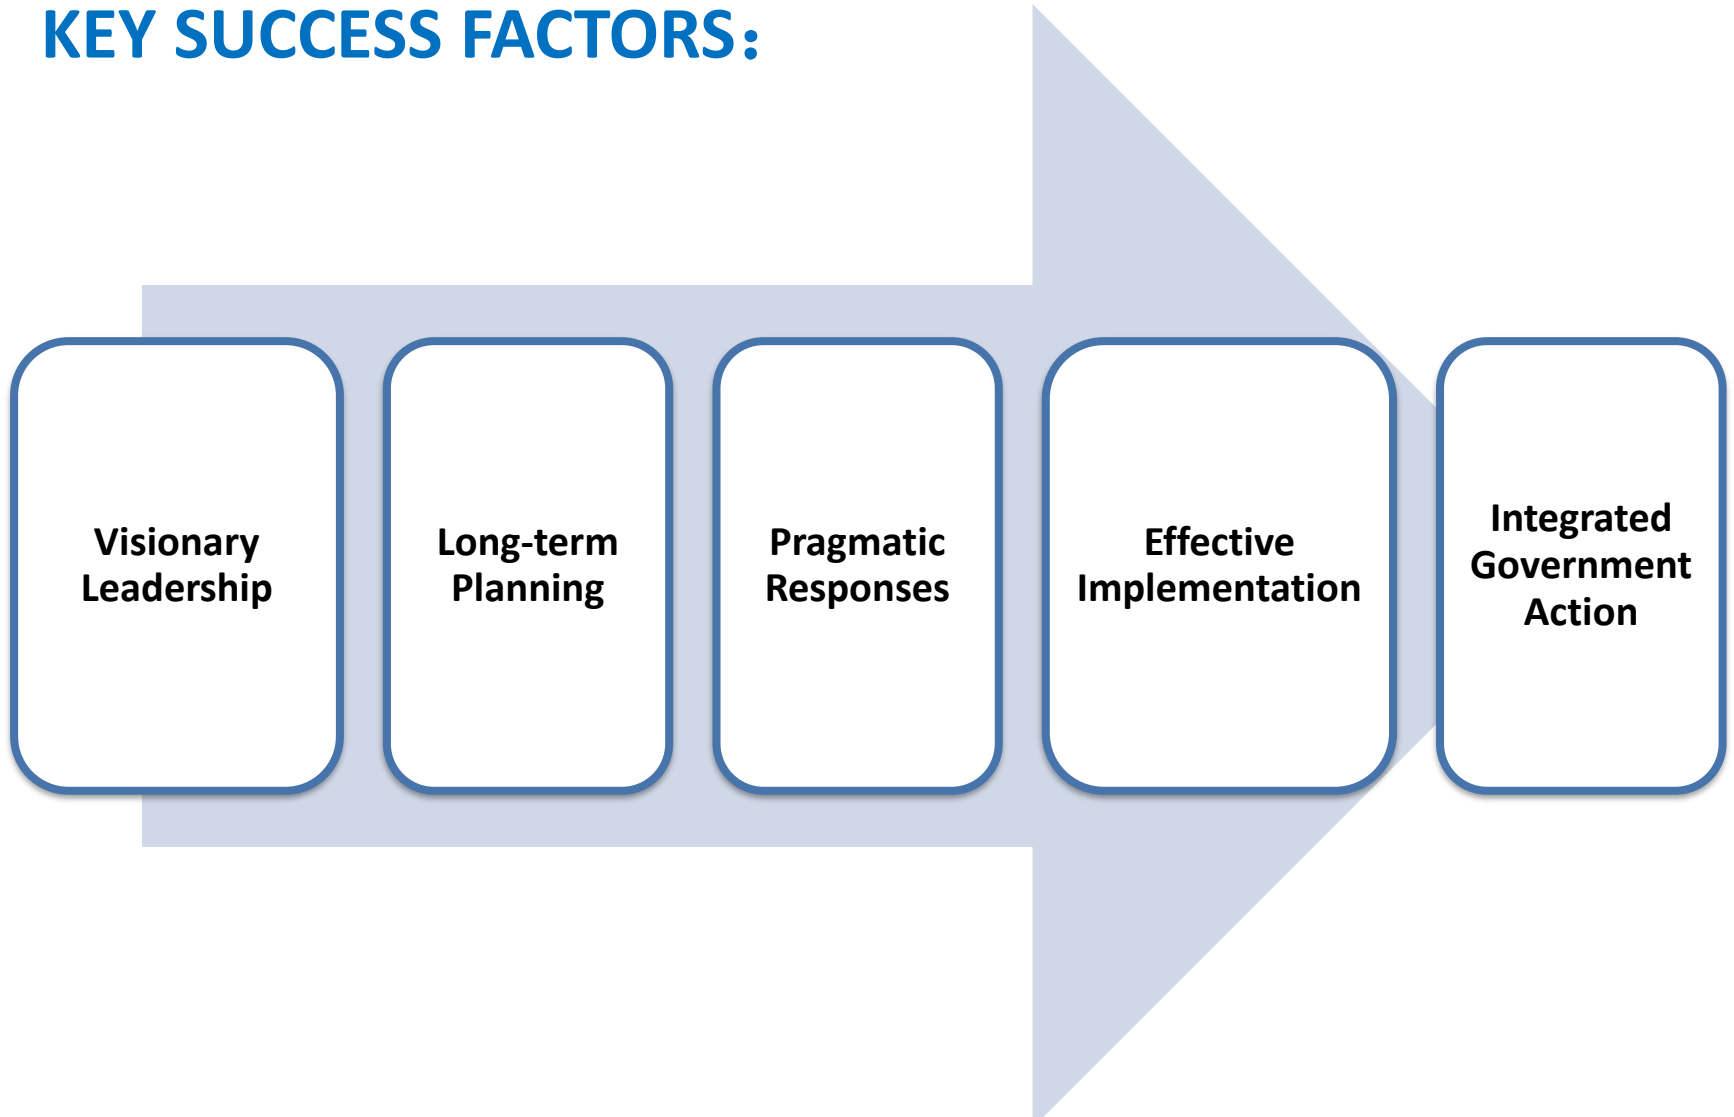 KEY SUCCESS FACTORS：
Visionary
Leadership
Long-term
Planning
Pragmatic
Responses
Effective
Implementation
Integrated
Government
Action